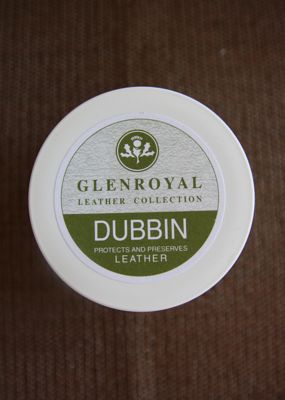 GLENROYAL
LEATHER COLLECTION
DUBBIN
PROTECTS AND PRESERVES
LEATHER